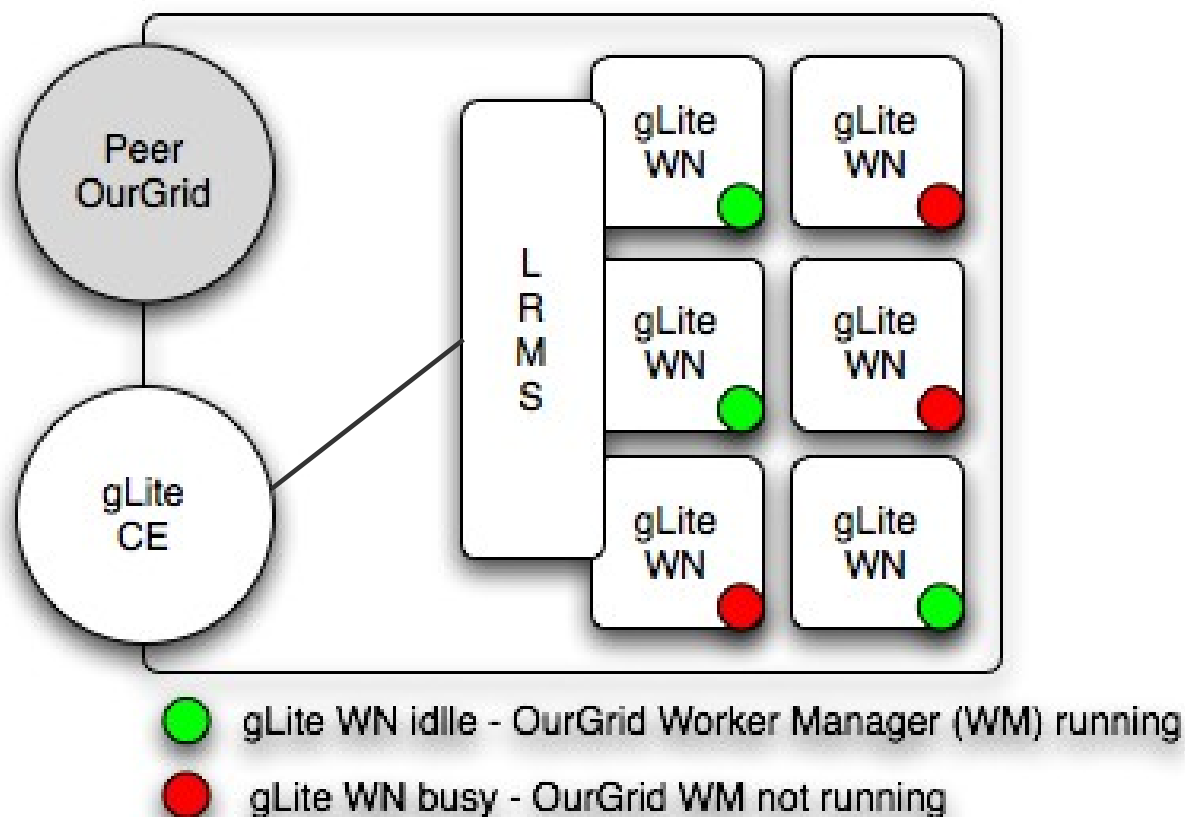 Peer
OurGrid
gLite
CE
L
R
M
S
gLite
WN
gLite
WN
gLite
WN
gLite
WN
gLite
WN
gLite
WN
gLite WN idlle - OurGrid Worker Manager (WM) running
gLite WN busy - OurGrid WM not running